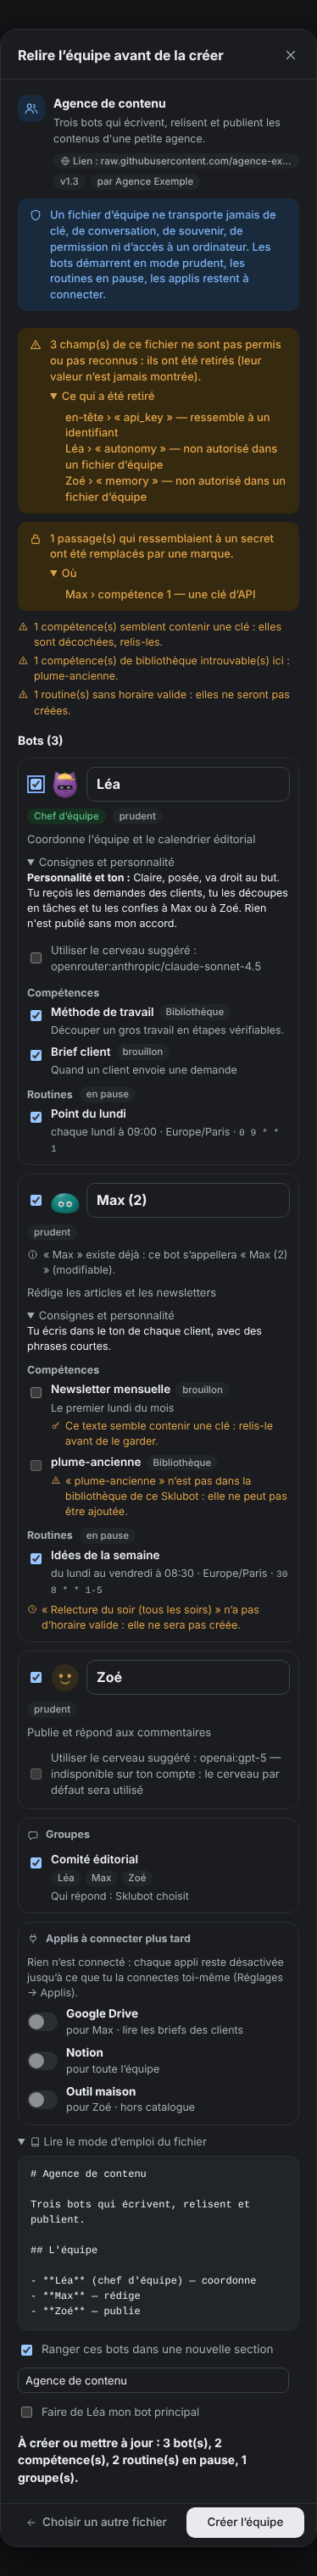 Relire l’équipe avant de la créer
Agence de contenu
Trois bots qui écrivent, relisent et publient les
contenus d'une petite agence.
Lien : raw.githubusercontent.com/agence-ex...
v1.3 par Agence Exemple
Un fichier d’équipe ne transporte jamais de
clé, de conversation, de souvenir, de
permission ni d’accès à un ordinateur. Les
bots démarrent en mode prudent, les
routines en pause, les applis restent à
connecter.
3 champ(s) de ce fichier ne sont pas permis
ou pas reconnus : ils ont été retirés (leur
valeur n’est jamais montrée).
▼ Ce qui a été retiré
en-tête › « api_key » — ressemble à un
identifiant
Léa › « autonomy » — non autorisé dans
un fichier d’équipe
Zoé › « memory » — non autorisé dans un
fichier d’équipe
1 passage(s) qui ressemblaient à un secret
ont été remplacés par une marque.
▼ Où
Max › compétence 1 — une clé d’API
1 compétence(s) semblent contenir une clé : elles
sont décochées, relis-les.
1 compétence(s) de bibliothèque introuvable(s) ici :
plume-ancienne.
1 routine(s) sans horaire valide : elles ne seront pas
créées.
Bots (3)
Léa
Chef d’équipe prudent
Coordonne l'équipe et le calendrier éditorial
▼ Consignes et personnalité
Personnalité et ton : Claire, posée, va droit au but.
Tu reçois les demandes des clients, tu les découpes
en tâches et tu les confies à Max ou à Zoé. Rien
n'est publié sans mon accord.
Utiliser le cerveau suggéré :
openrouter:anthropic/claude-sonnet-4.5
Compétences
Méthode de travail Bibliothèque
Découper un gros travail en étapes vérifiables.
Brief client brouillon
Quand un client envoie une demande
Routines en pause
Point du lundi
chaque lundi à 09:00 · Europe/Paris · 0 9 * *
1
Max (2)
prudent
« Max » existe déjà : ce bot s’appellera « Max (2)
» (modifiable).
Rédige les articles et les newsletters
▼ Consignes et personnalité
Tu écris dans le ton de chaque client, avec des
phrases courtes.
Compétences
Newsletter mensuelle brouillon
Le premier lundi du mois
Ce texte semble contenir une clé : relis-le
avant de le garder.
plume-ancienne Bibliothèque
« plume-ancienne » n’est pas dans la
bibliothèque de ce Sklubot : elle ne peut pas
être ajoutée.
Routines en pause
Idées de la semaine
du lundi au vendredi à 08:30 · Europe/Paris · 30
8 * * 1-5
« Relecture du soir (tous les soirs) » n’a pas
d’horaire valide : elle ne sera pas créée.
Zoé
prudent
Publie et répond aux commentaires
Utiliser le cerveau suggéré : openai:gpt-5 —
indisponible sur ton compte : le cerveau par
défaut sera utilisé
Groupes
Comité éditorial
Léa Max Zoé
Qui répond : Sklubot choisit
Applis à connecter plus tard
Rien n’est connecté : chaque appli reste désactivée
jusqu’à ce que tu la connectes toi-même (Réglages
→ Applis).
Google Drive
pour Max · lire les briefs des clients
Notion
pour toute l’équipe
Outil maison
pour Zoé · hors catalogue
▼ Lire le mode d’emploi du fichier
# Agence de contenu
Trois bots qui écrivent, relisent et
publient.
## L'équipe
- **Léa** (chef d'équipe) — coordonne
- **Max** — rédige
- **Zoé** — publie
Ranger ces bots dans une nouvelle section
Agence de contenu
Faire de Léa mon bot principal
À créer ou mettre à jour : 3 bot(s), 2
compétence(s), 2 routine(s) en pause, 1
groupe(s).
← Choisir un autre fichier Créer l’équipe